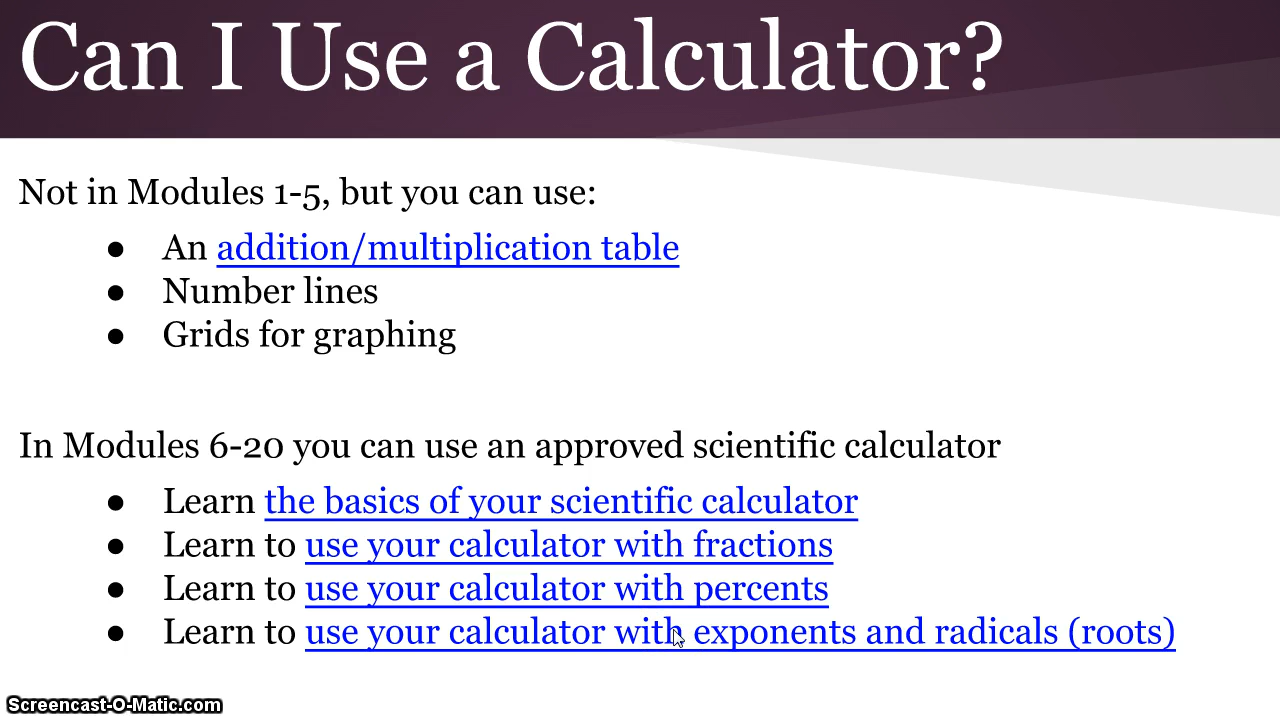 Can I Use a Calculator?
Not in Modules 1-5, but you can use:
● An addition/multiplication table
● Number lines
● Grids for graphing
In Modules 6-20 you can use an approved scientific calculator
● Learn the basics of your scientific calculator
● Learn to use your calculator with fractions
● Learn to use your calculator with percents
● Learn to use your calculator with exponents and radicals (roots)
Screencast-O-Matic.com